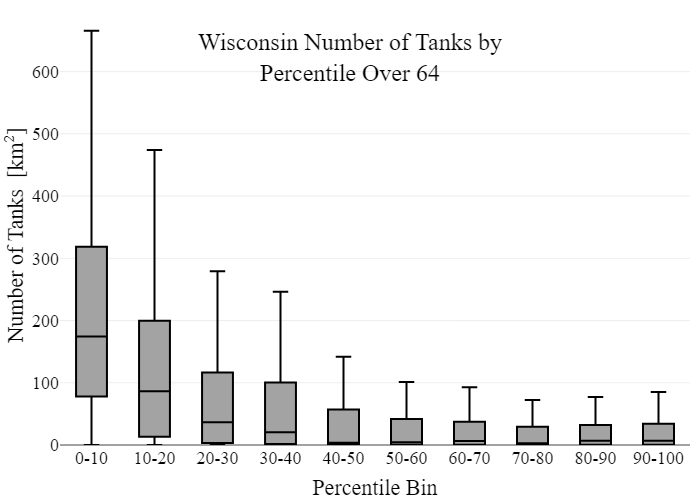 Wisconsin Number of Tanks by
Percentile Over 64
Number of Tanks [km²]
600
500
400
300
200
100
0
0-10 10-20 20-30 30-40 40-50 50-60 60-70 70-80 80-90 90-100
Percentile Bin